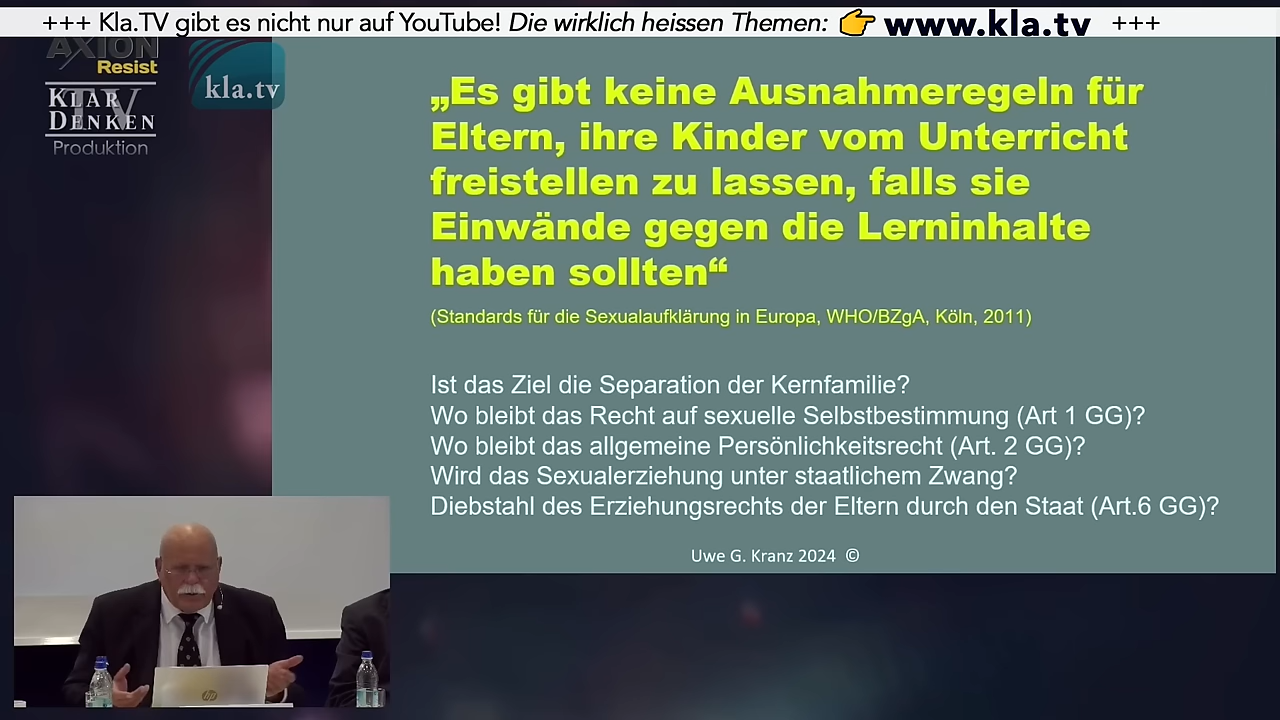 +++ Kla.TV gibt es nicht nur auf YouTube! Die wirklich heissen Themen: 👉 www.kla.tv +++
AXION
Resist
kla.tv
TV
KLAR
DENKEN
Produktion
„Es gibt keine Ausnahmeregeln für
Eltern, ihre Kinder vom Unterricht
freistellen zu lassen, falls sie
Einwände gegen die Lerninhalte
haben sollten“
(Standards für die Sexualaufklärung in Europa, WHO/BZgA, Köln, 2011)
Ist das Ziel die Separation der Kernfamilie?
Wo bleibt das Recht auf sexuelle Selbstbestimmung (Art 1 GG)?
Wo bleibt das allgemeine Persönlichkeitsrecht (Art. 2 GG)?
Wird das Sexualerziehung unter staatlichem Zwang?
Diebstahl des Erziehungsrechts der Eltern durch den Staat (Art.6 GG)?
Uwe G. Kranz 2024 ©
hp